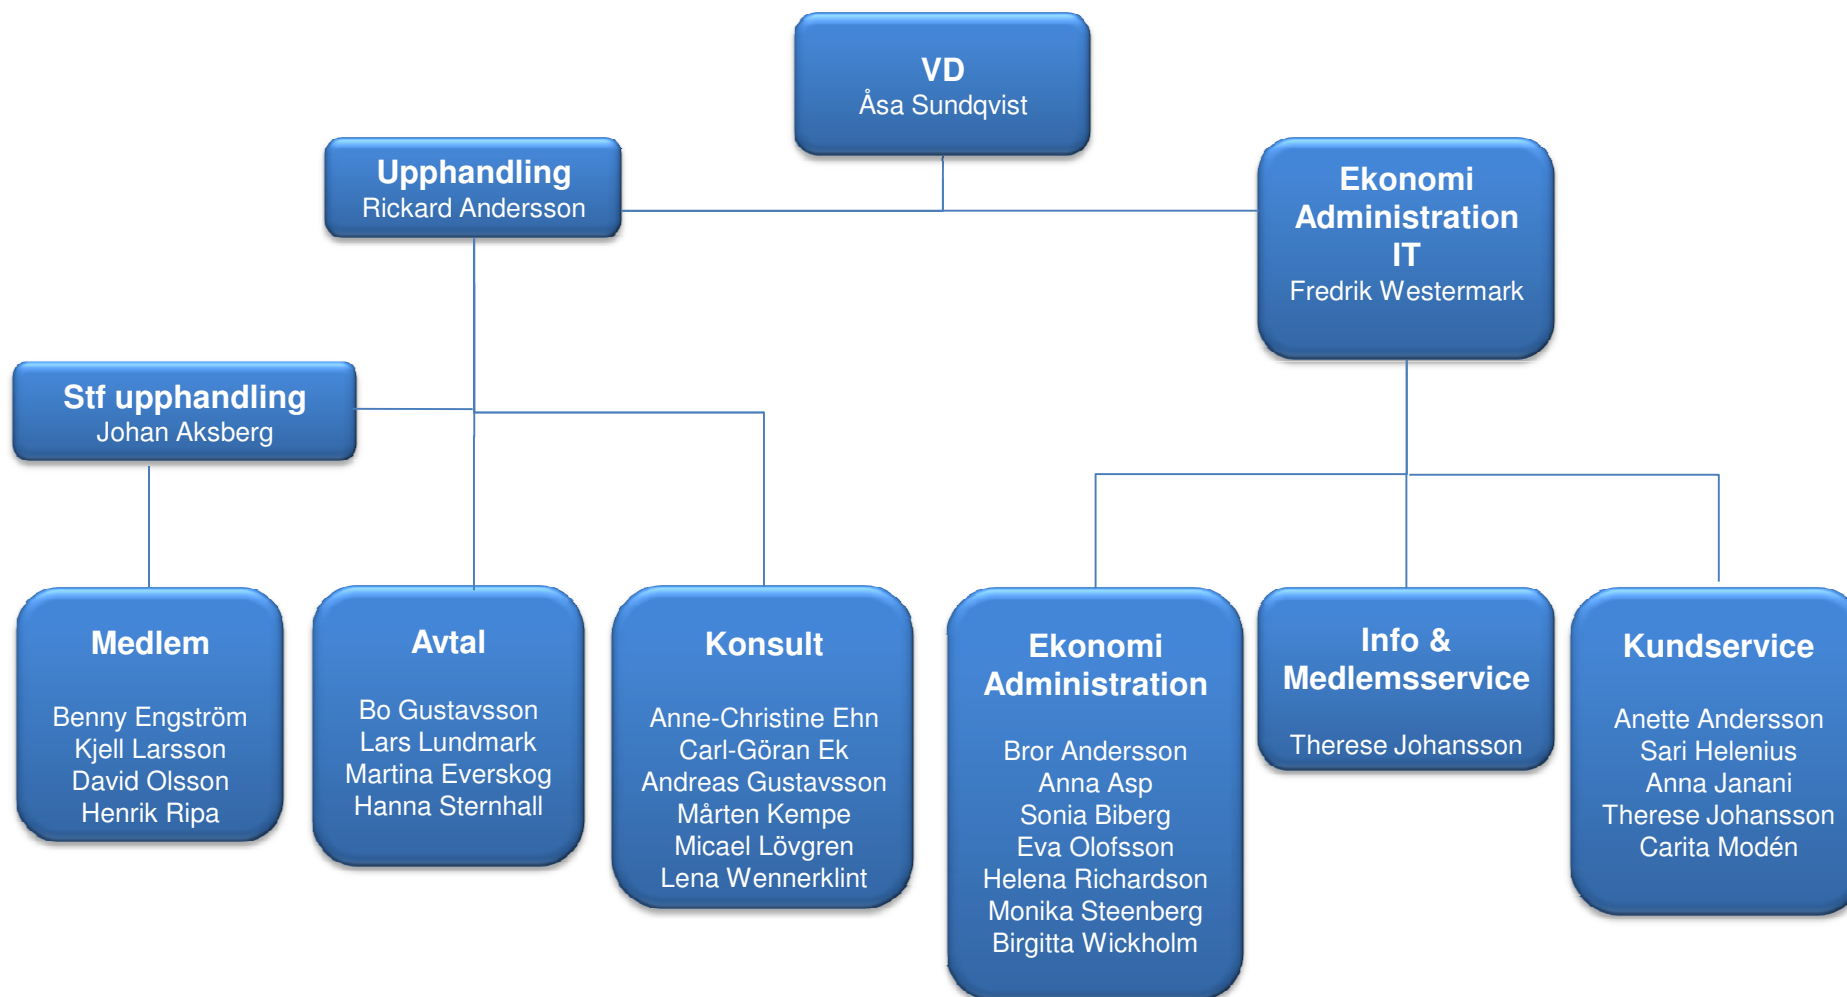 VD
Åsa Sundqvist
Upphandling
Rickard Andersson
Ekonomi
Administration
IT
Fredrik Westermark
Stf upphandling
Johan Aksberg
Medlem
Benny Engström
Kjell Larsson
David Olsson
Henrik Ripa
Avtal
Bo Gustavsson
Lars Lundmark
Martina Everskog
Hanna Sternhall
Konsult
Anne-Christine Ehn
Carl-Göran Ek
Andreas Gustavsson
Mårten Kempe
Micael Lövgren
Lena Wennerklint
Ekonomi
Administration
Bror Andersson
Anna Asp
Sonia Biberg
Eva Olofsson
Helena Richardson
Monika Steenberg
Birgitta Wickholm
Info &
Medlemsservice
Therese Johansson
Kundservice
Anette Andersson
Sari Helenius
Anna Janani
Therese Johansson
Carita Modén